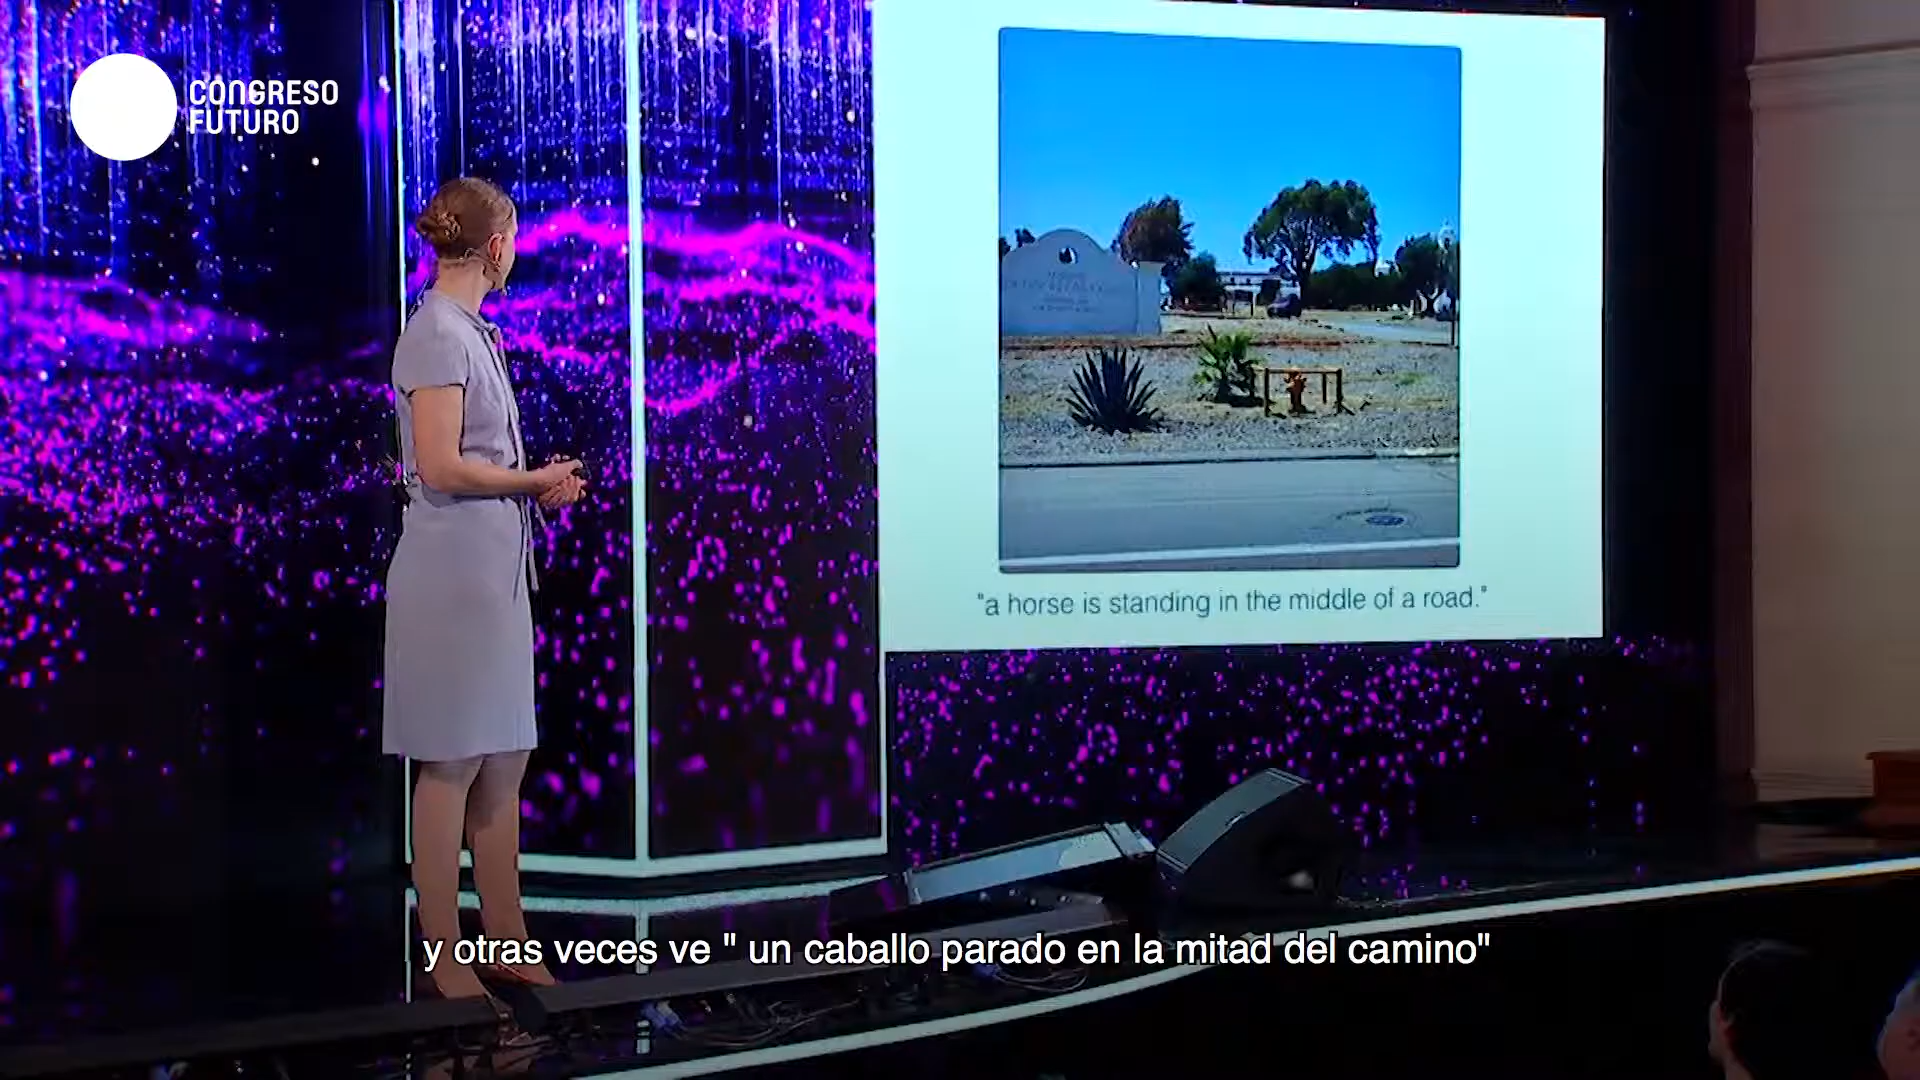 CONGRESO
FUTURO
"a horse is standing in the middle of a road."
y otras veces ve " un caballo parado en la mitad del camino"